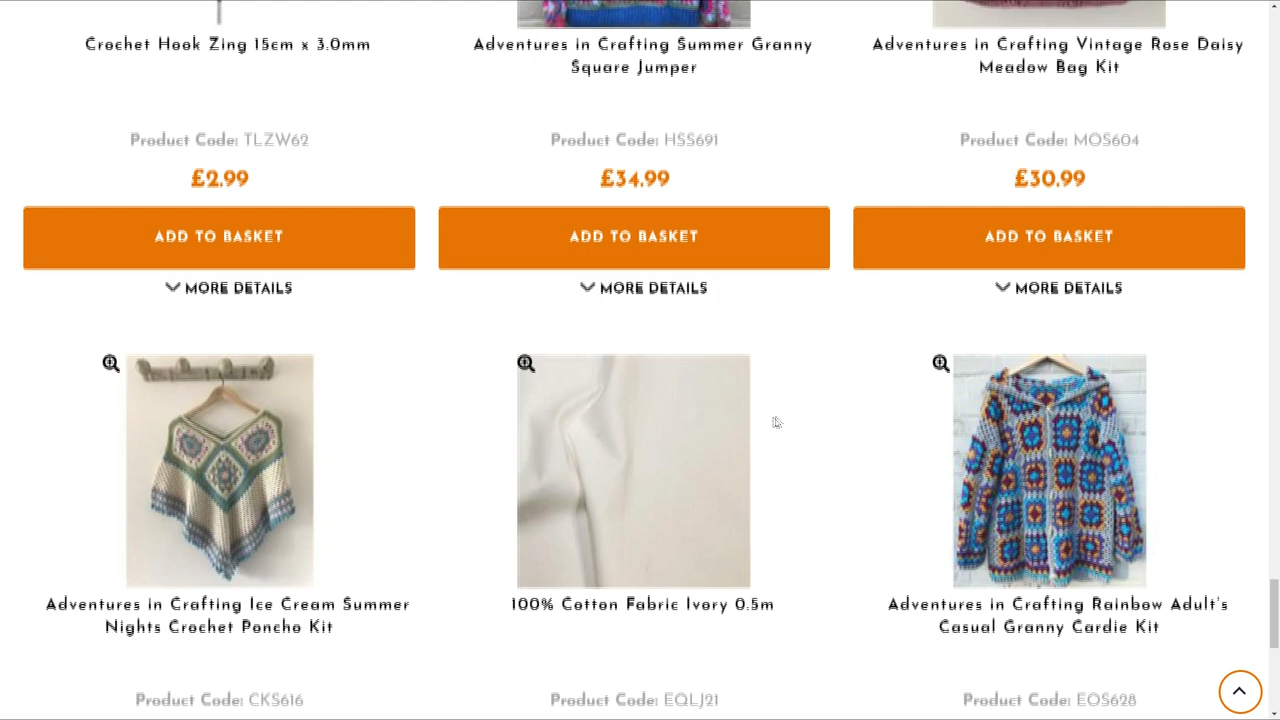 Crochet Hook Zing 15cm x 3.0mm
Adventures in Crafting Summer Granny
Square Jumper
Adventures in Crafting Vintage Rose Daisy
Meadow Bag Kit
Product Code: TLZW62
Product Code: HSS691
Product Code: MOS604
£2.99
£34.99
£30.99
ADD TO BASKET
ADD TO BASKET
ADD TO BASKET
MORE DETAILS
MORE DETAILS
MORE DETAILS
Adventures in Crafting Ice Cream Summer
Nights Crochet Poncho Kit
100% Cotton Fabric Ivory 0.5m
Adventures in Crafting Rainbow Adult's
Casual Granny Cardie Kit
Product Code: CKS616
Product Code: EQLJ21
Product Code: EOS628